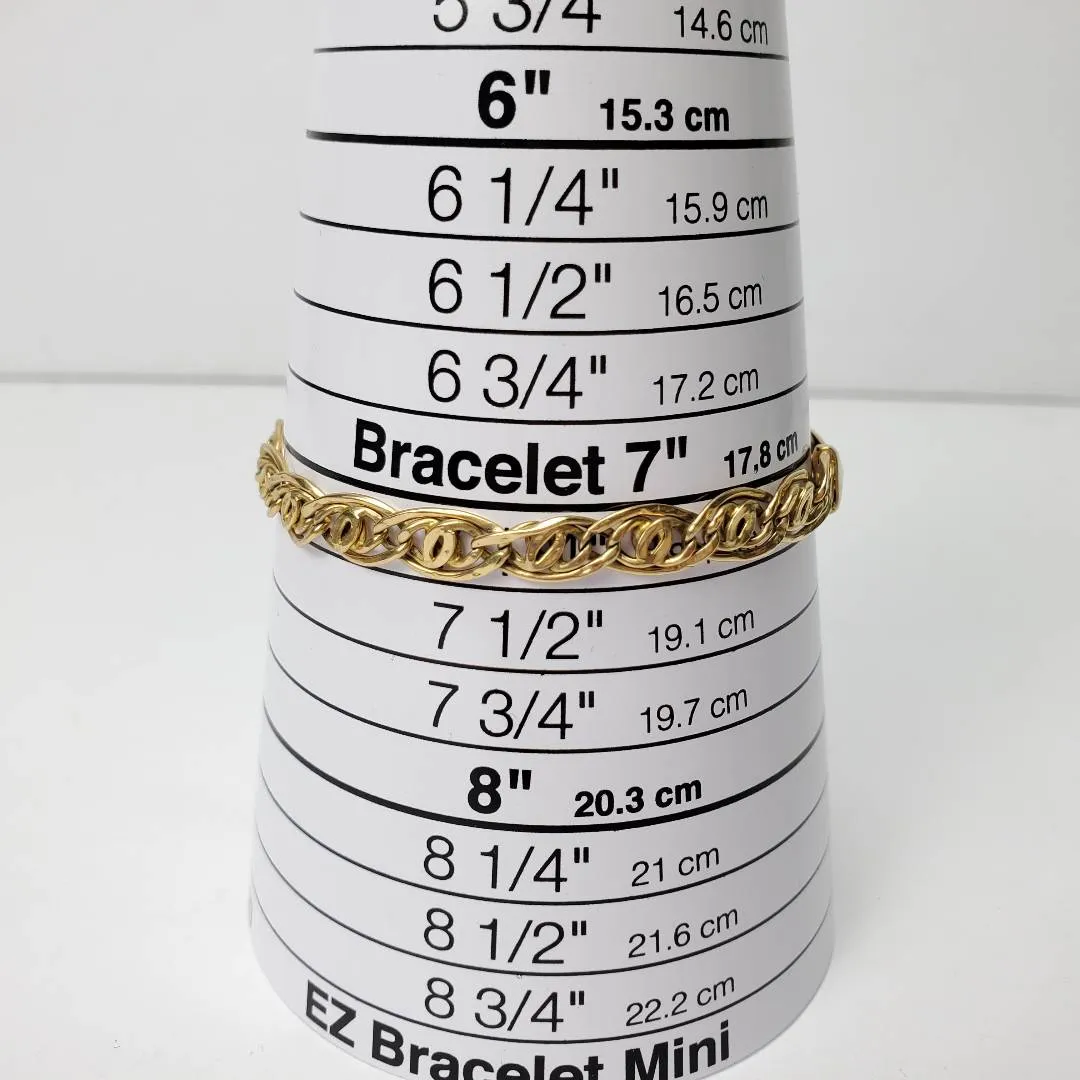 5 3/4 14.6 cm
6" 15.3 cm
6 1/4" 15.9 cm
6 1/2" 16.5 cm
6 3/4" 17.2 cm
Bracelet 7" 17,8 cm
7 1/2" 19.1 cm
7 3/4" 19.7 cm
8" 20.3 cm
8 1/4" 21 cm
8 1/2" 21.6 cm
8 3/4" 22.2 cm
EZ Bracelet Mini